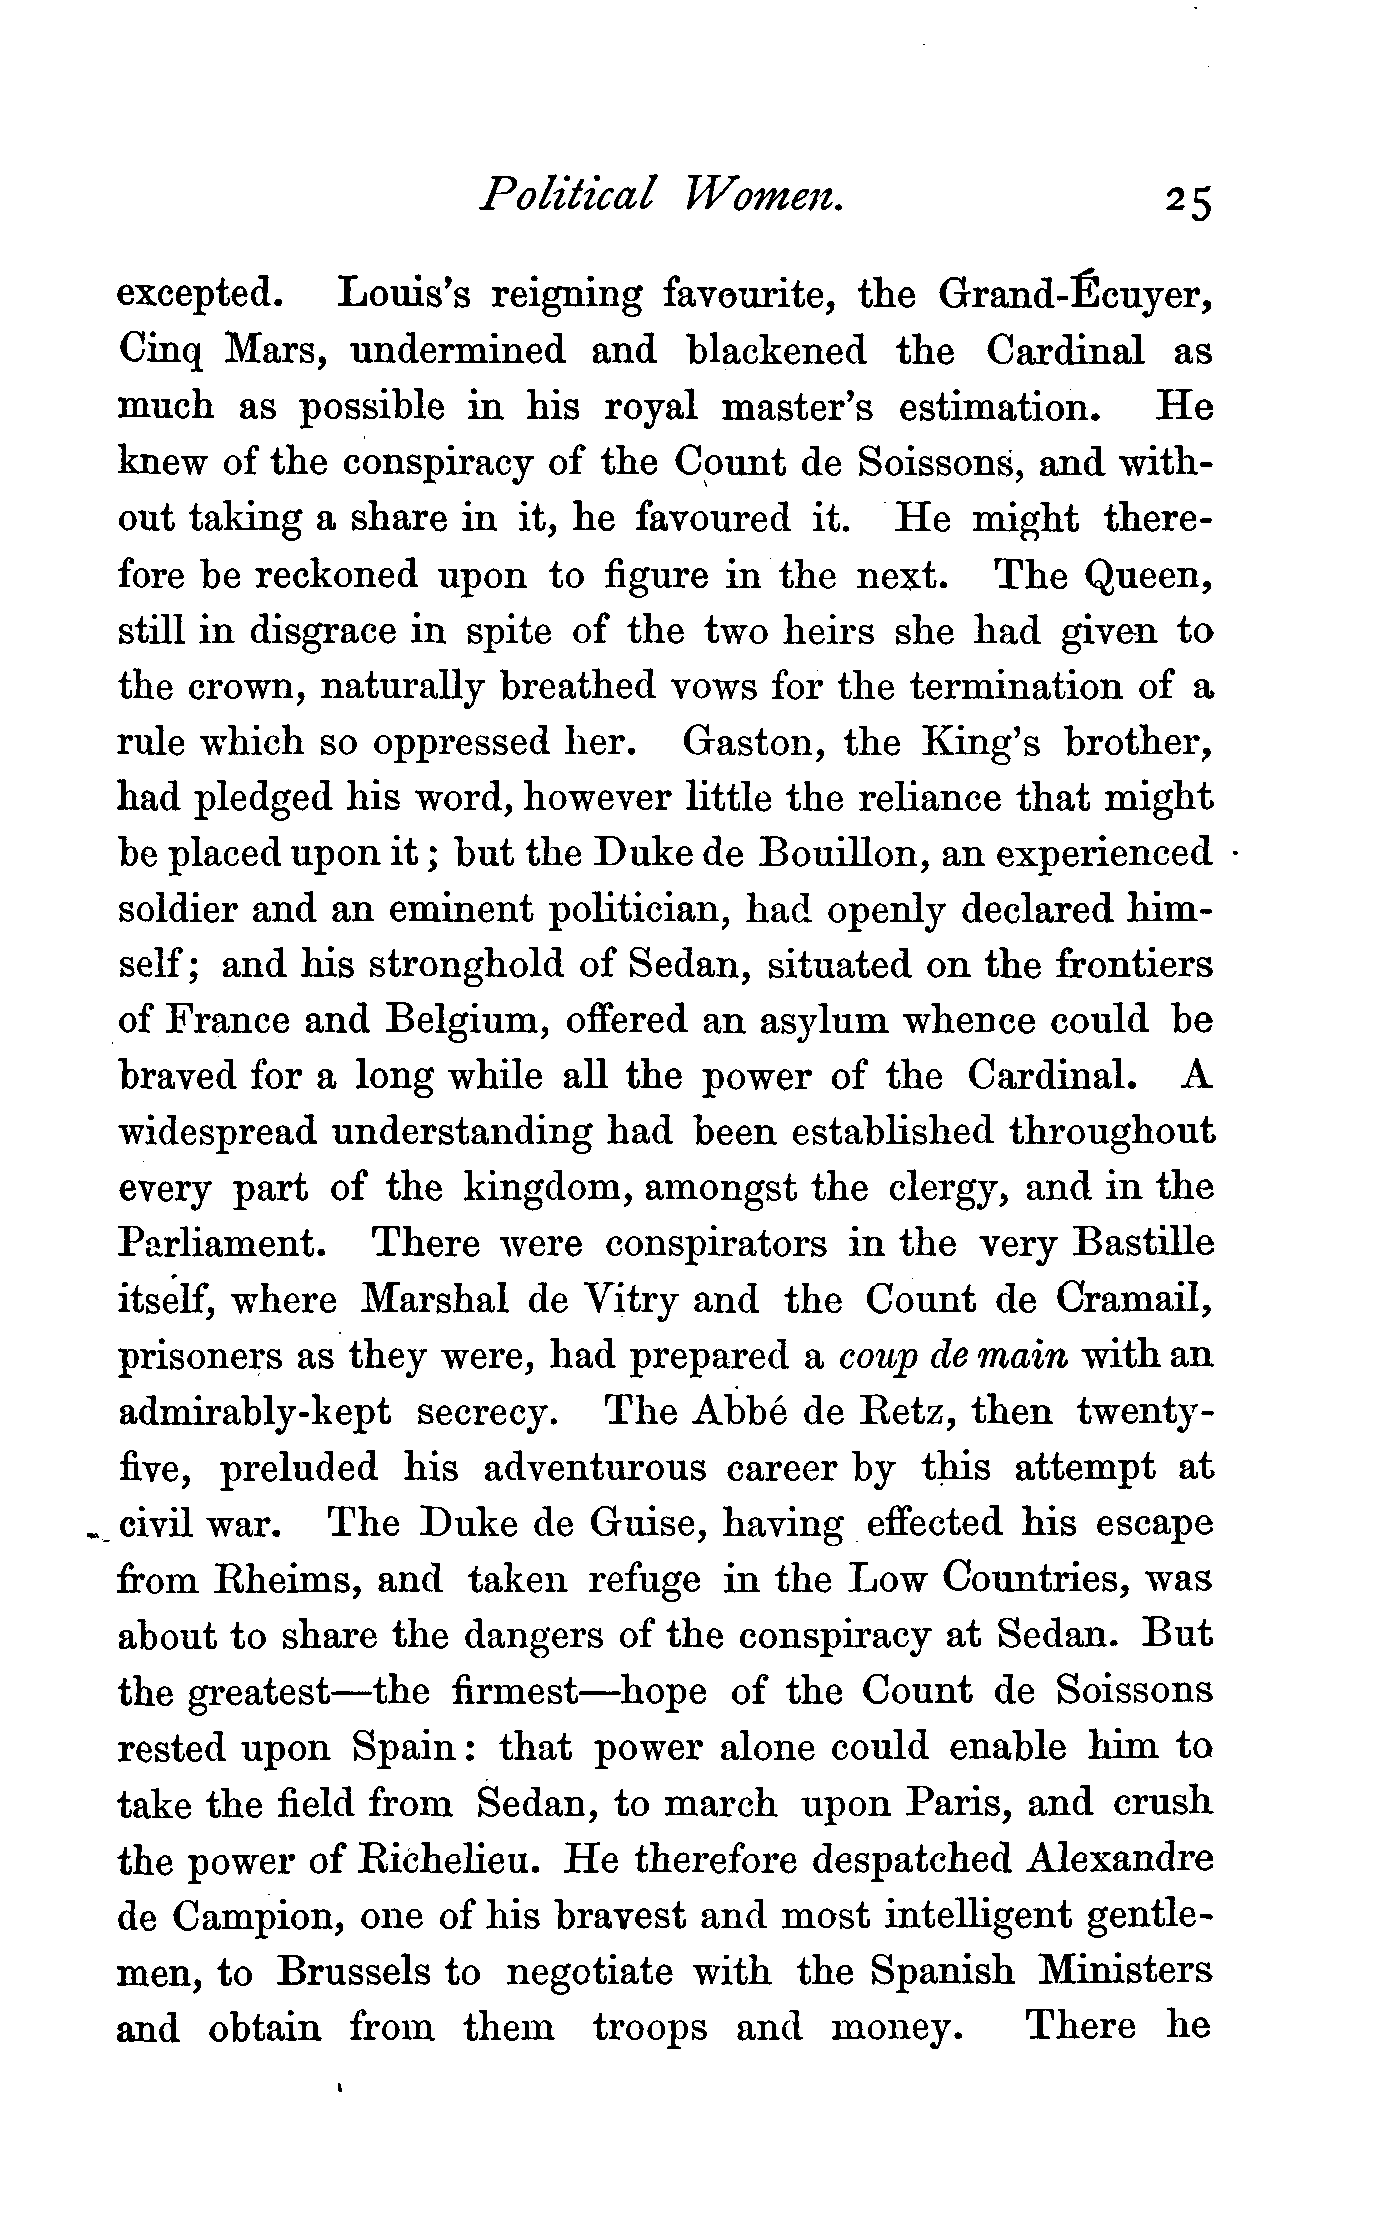 Political Women. 25
excepted. Louis's reigning favourite, the Grand-Écuyer,
Cinq Mars, undermined and blackened the Cardinal as
much as possible in his royal master's estimation. He
knew of the conspiracy of the Count de Soissons, and with-
out taking a share in it, he favoured it. He might there-
fore be reckoned upon to figure in the next. The Queen,
still in disgrace in spite of the two heirs she had given to
the crown, naturally breathed vows for the termination of a
rule which so oppressed her. Gaston, the King's brother,
had pledged his word, however little the reliance that might
be placed upon it; but the Duke de Bouillon, an experienced
soldier and an eminent politician, had openly declared him-
self; and his stronghold of Sedan, situated on the frontiers
of France and Belgium, offered an asylum whence could be
braved for a long while all the power of the Cardinal. A
widespread understanding had been established throughout
every part of the kingdom, amongst the clergy, and in the
Parliament. There were conspirators in the very Bastille
itself, where Marshal de Vitry and the Count de Cramail,
prisoners as they were, had prepared a coup de main with an
admirably-kept secrecy. The Abbé de Retz, then twenty-
five, preluded his adventurous career by this attempt at
civil war. The Duke de Guise, having effected his escape
from Rheims, and taken refuge in the Low Countries, was
about to share the dangers of the conspiracy at Sedan. But
the greatest—the firmest—hope of the Count de Soissons
rested upon Spain: that power alone could enable him to
take the field from Sedan, to march upon Paris, and crush
the power of Richelieu. He therefore despatched Alexandre
de Campion, one of his bravest and most intelligent gentle-
men, to Brussels to negotiate with the Spanish Ministers
and obtain from them troops and money. There he